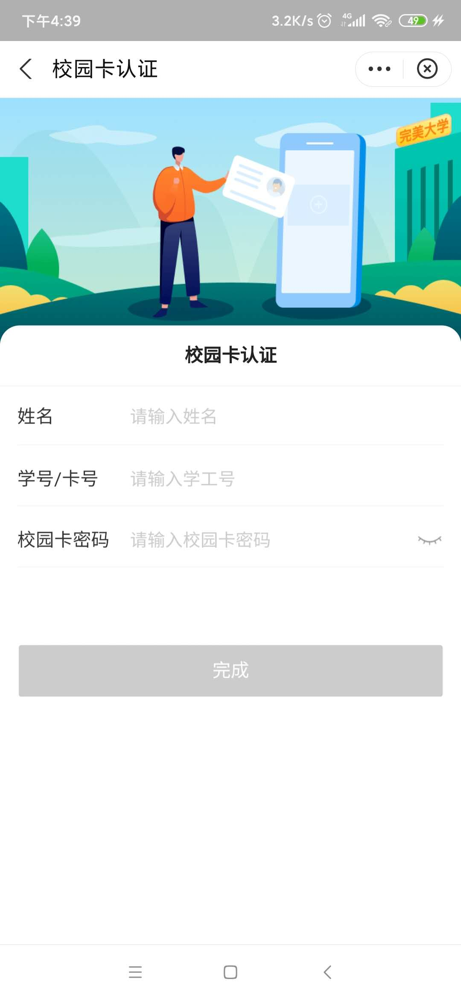 下午4:39
3.2K/s 4G 49
校园卡认证
完美大学
校园卡认证
姓名 请输入姓名
学号/卡号 请输入学工号
校园卡密码 请输入校园卡密码
完成